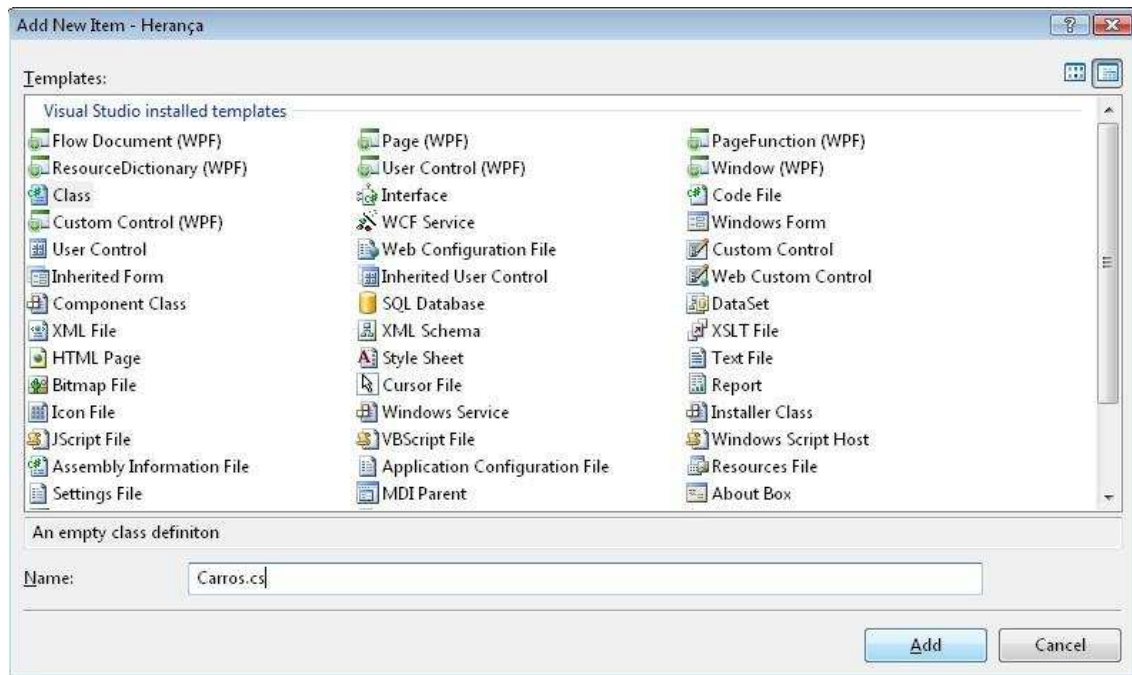 Add New Item - Herança
Templates:
Visual Studio installed templates
Flow Document (WPF) Page (WPF) PageFunction (WPF)
ResourceDictionary (WPF) User Control (WPF) Window (WPF)
Class Interface Code File
Custom Control (WPF) WCF Service Windows Form
User Control Web Configuration File Custom Control
Inherited Form Inherited User Control Web Custom Control
Component Class SQL Database DataSet
XML File XML Schema XSLT File
HTML Page Style Sheet Text File
Bitmap File Cursor File Report
Icon File Windows Service Installer Class
JScript File VBScript File Windows Script Host
Assembly Information File Application Configuration File Resources File
Settings File MDI Parent About Box
An empty class definiton
Name: Carros.cs
Add Cancel